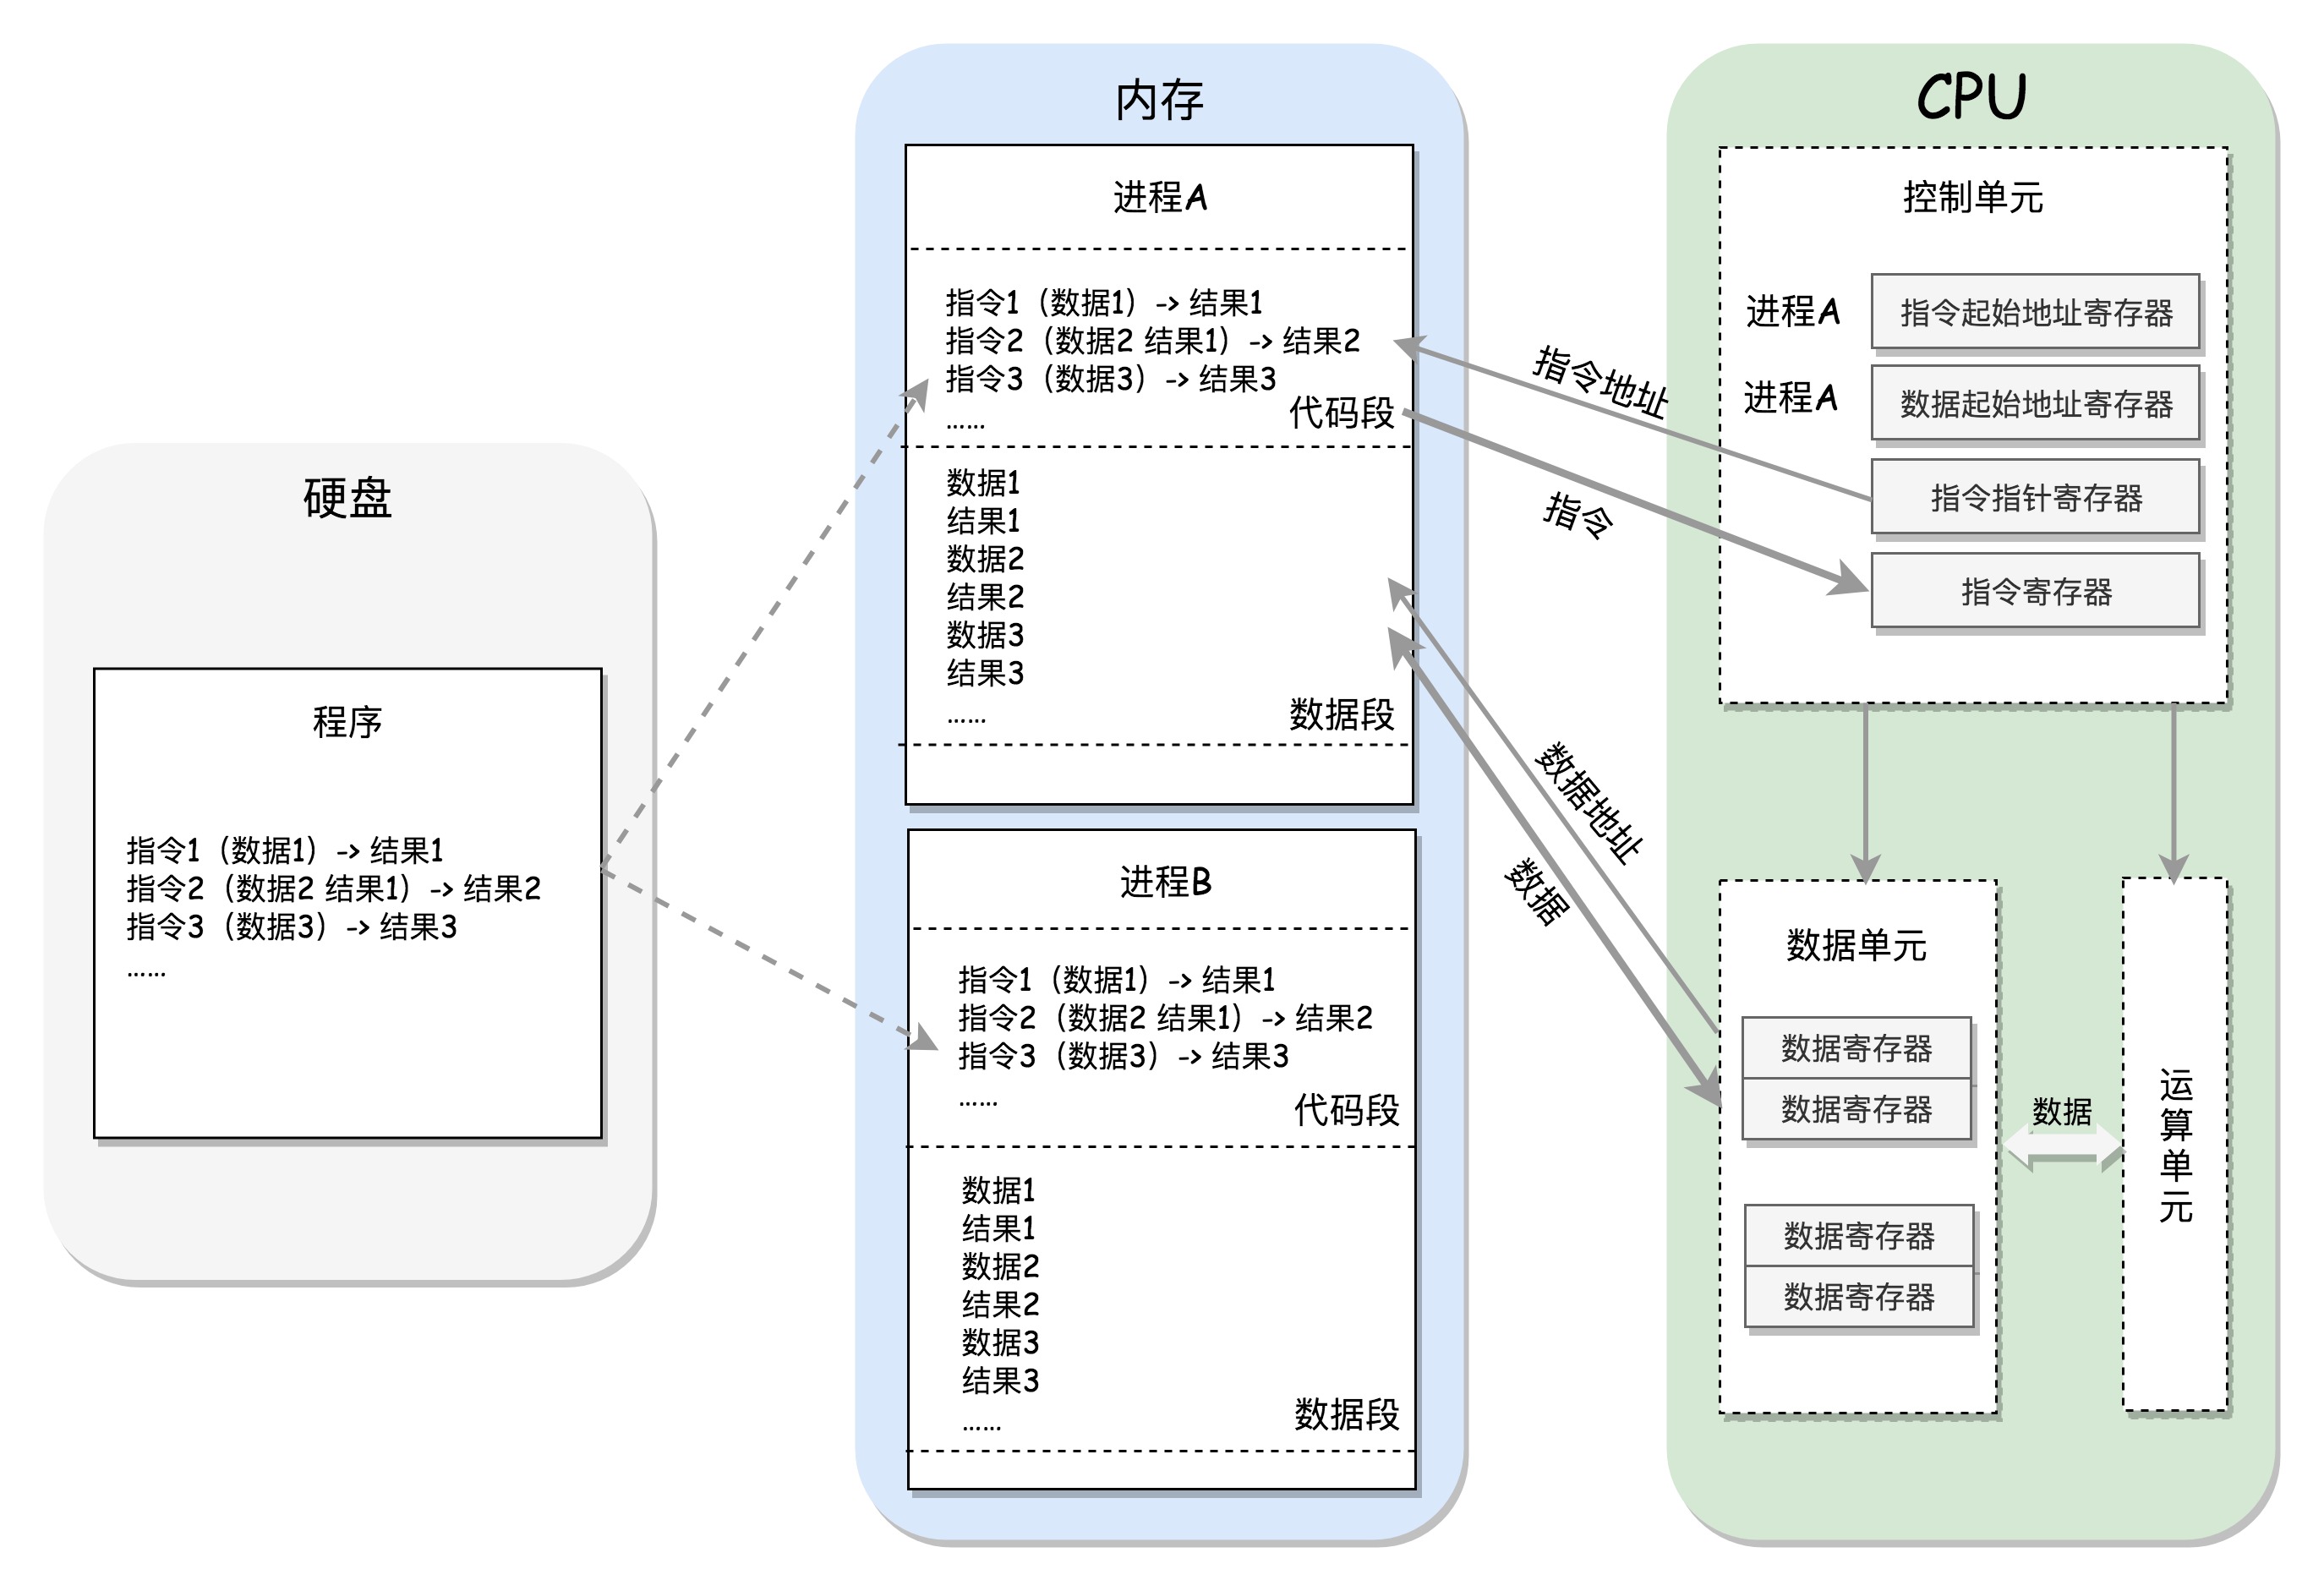 硬盘
程序
指令1（数据1）-> 结果1
指令2（数据2 结果1）-> 结果2
指令3（数据3）-> 结果3
……
内存
进程A
指令1（数据1）-> 结果1
指令2（数据2 结果1）-> 结果2
指令3（数据3）-> 结果3
……
代码段
数据1
结果1
数据2
结果2
数据3
结果3
……
数据段
进程B
指令1（数据1）-> 结果1
指令2（数据2 结果1）-> 结果2
指令3（数据3）-> 结果3
……
代码段
数据1
结果1
数据2
结果2
数据3
结果3
……
数据段
指令地址
指令
数据地址
数据
CPU
控制单元
进程A
指令起始地址寄存器
进程A
数据起始地址寄存器
指令指针寄存器
指令寄存器
数据单元
数据寄存器
数据寄存器
数据寄存器
数据寄存器
数据
运算单元